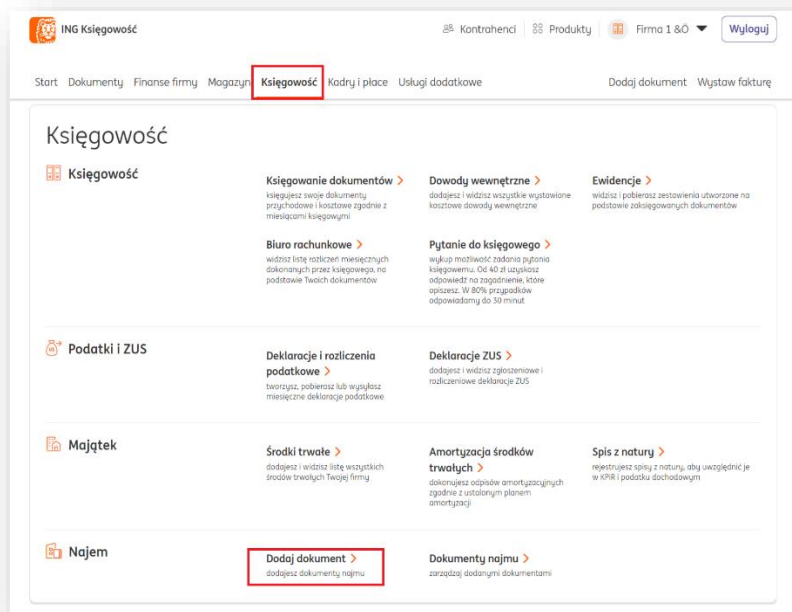 ING Księgowość
Kontrahenci
Produkty
Firma 1 &Ó
Wyloguj
Start Dokumenty Finanse firmy Magazyn Księgowość Kadry i płace Usługi dodatkowe
Dodaj dokument Wystaw fakturę
Księgowość
Księgowość
Księgowanie dokumentów >
księgujesz swoje dokumenty
przychodowe i kosztowe zgodnie z
miesiącami księgowymi
Dowody wewnętrzne >
dodajesz i widzisz wszystkie wystawione
kosztowe dowody wewnętrzne
Ewidencje >
widzisz i pobierasz zestawienia utworzone na
podstawie zaksięgowanych dokumentów
Biuro rachunkowe >
widzisz listę rozliczeń miesięcznych
dokonanych przez księgowego, na
podstawie Twoich dokumentów
Pytanie do księgowego >
wykup możliwość zadania pytania
księgowemu. Od 40 zł uzyskasz
odpowiedź na zagadnienie, które
opiszesz. W 80% przypadków
odpowiadamy do 30 minut
Podatki i ZUS
Deklaracje i rozliczenia
podatkowe >
tworzysz, pobierasz lub wysyłasz
miesięczne deklaracje podatkowe
Deklaracje ZUS >
dodajesz i widzisz zgłoszeniowe i
rozliczeniowe deklaracje ZUS
Majątek
Środki trwałe >
dodajesz i widzisz listę wszystkich
środów trwałych Twojej firmy
Amortyzacja środków
trwałych >
dokonujesz odpisów amortyzacyjnych
zgodnie z ustalonym planem
amortyzacji
Spis z natury >
rejestrujesz spisy z natury, aby uwzględnić je
w KPiR i podatku dochodowym
Najem
Dodaj dokument >
dodajesz dokumenty najmu
Dokumenty najmu >
zarządzaj dodanymi dokumentami